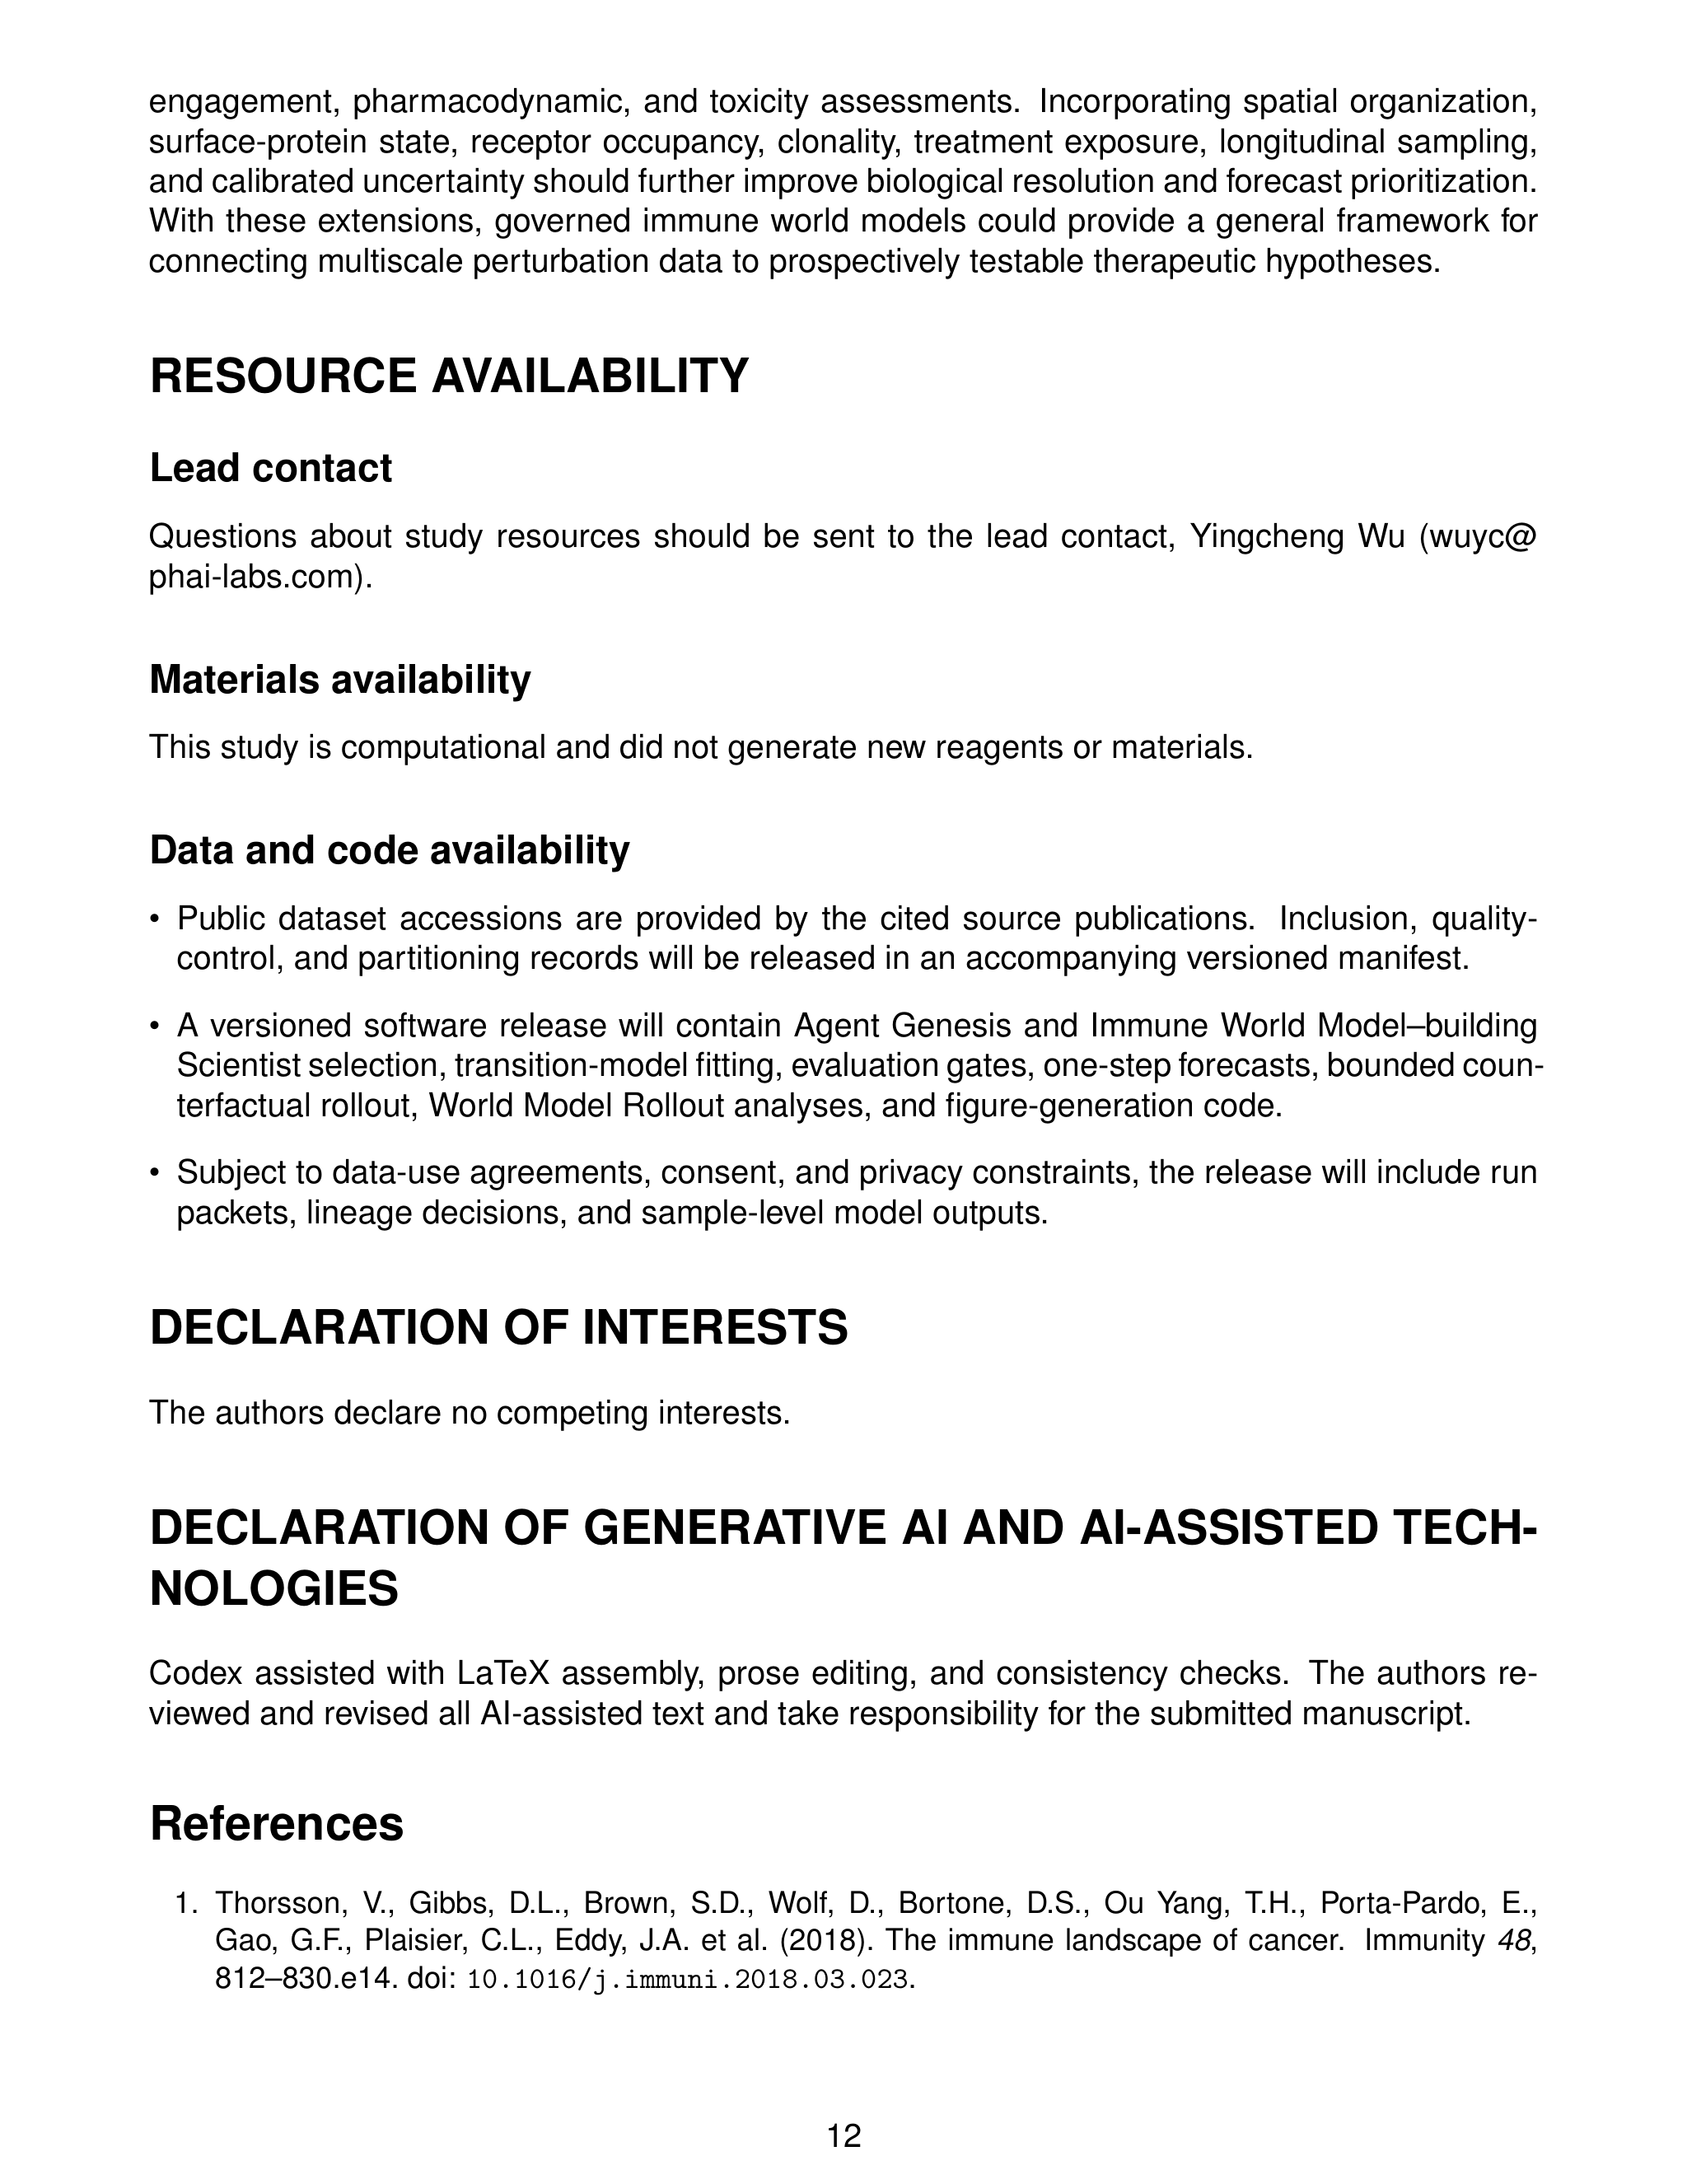 engagement, pharmacodynamic, and toxicity assessments. Incorporating spatial organization,
surface-protein state, receptor occupancy, clonality, treatment exposure, longitudinal sampling,
and calibrated uncertainty should further improve biological resolution and forecast prioritization.
With these extensions, governed immune world models could provide a general framework for
connecting multiscale perturbation data to prospectively testable therapeutic hypotheses.
RESOURCE AVAILABILITY
Lead contact
Questions about study resources should be sent to the lead contact, Yingcheng Wu (wuyc@
phai-labs.com).
Materials availability
This study is computational and did not generate new reagents or materials.
Data and code availability
• Public dataset accessions are provided by the cited source publications. Inclusion, quality-
control, and partitioning records will be released in an accompanying versioned manifest.
• A versioned software release will contain Agent Genesis and Immune World Model–building
Scientist selection, transition-model fitting, evaluation gates, one-step forecasts, bounded coun-
terfactual rollout, World Model Rollout analyses, and figure-generation code.
• Subject to data-use agreements, consent, and privacy constraints, the release will include run
packets, lineage decisions, and sample-level model outputs.
DECLARATION OF INTERESTS
The authors declare no competing interests.
DECLARATION OF GENERATIVE AI AND AI-ASSISTED TECH-
NOLOGIES
Codex assisted with LaTeX assembly, prose editing, and consistency checks. The authors re-
viewed and revised all AI-assisted text and take responsibility for the submitted manuscript.
References
1. Thorsson, V., Gibbs, D.L., Brown, S.D., Wolf, D., Bortone, D.S., Ou Yang, T.H., Porta-Pardo, E.,
Gao, G.F., Plaisier, C.L., Eddy, J.A. et al. (2018). The immune landscape of cancer. Immunity 48,
812–830.e14. doi: 10.1016/j.immuni.2018.03.023.
12